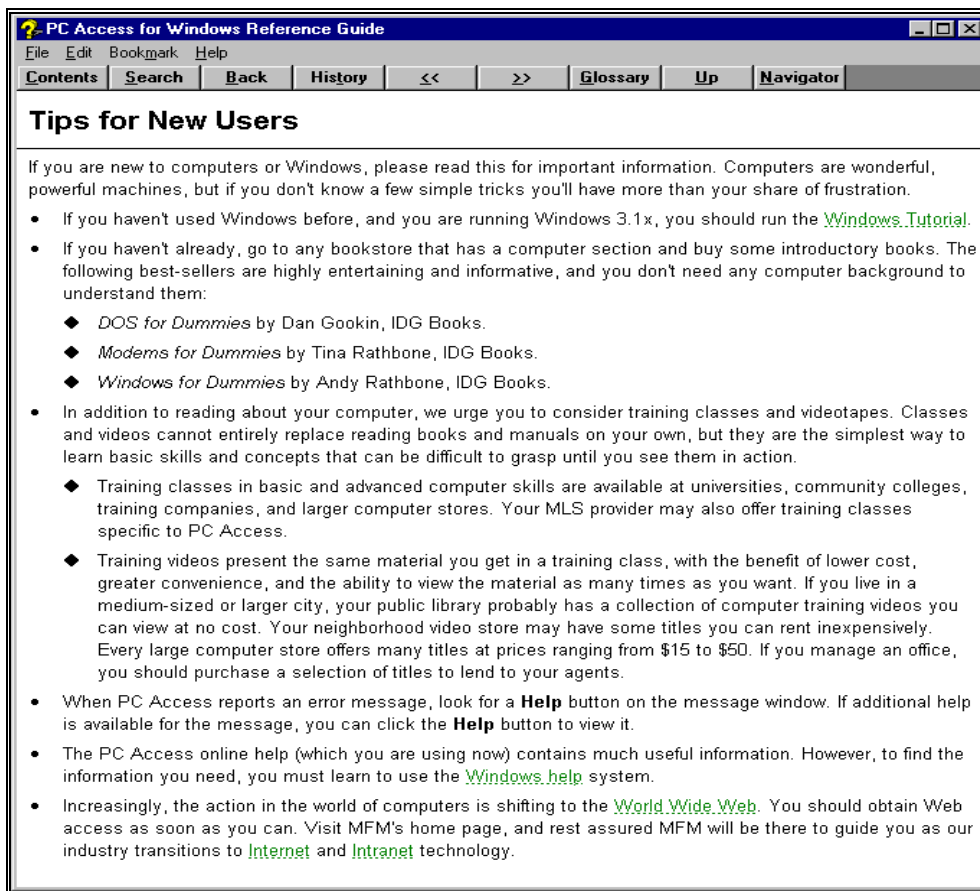 PC Access for Windows Reference Guide
File Edit Bookmark Help
Contents Search Back History << >> Glossary Up Navigator
Tips for New Users
If you are new to computers or Windows, please read this for important information. Computers are wonderful,
powerful machines, but if you don't know a few simple tricks you'll have more than your share of frustration.
• If you haven't used Windows before, and you are running Windows 3.1x, you should run the Windows Tutorial.
• If you haven't already, go to any bookstore that has a computer section and buy some introductory books. The
following best-sellers are highly entertaining and informative, and you don't need any computer background to
understand them:
◆ DOS for Dummies by Dan Gookin, IDG Books.
◆ Modems for Dummies by Tina Rathbone, IDG Books.
◆ Windows for Dummies by Andy Rathbone, IDG Books.
• In addition to reading about your computer, we urge you to consider training classes and videotapes. Classes
and videos cannot entirely replace reading books and manuals on your own, but they are the simplest way to
learn basic skills and concepts that can be difficult to grasp until you see them in action.
◆ Training classes in basic and advanced computer skills are available at universities, community colleges,
training companies, and larger computer stores. Your MLS provider may also offer training classes
specific to PC Access.
◆ Training videos present the same material you get in a training class, with the benefit of lower cost,
greater convenience, and the ability to view the material as many times as you want. If you live in a
medium-sized or larger city, your public library probably has a collection of computer training videos you
can view at no cost. Your neighborhood video store may have some titles you can rent inexpensively.
Every large computer store offers many titles at prices ranging from $15 to $50. If you manage an office,
you should purchase a selection of titles to lend to your agents.
• When PC Access reports an error message, look for a Help button on the message window. If additional help
is available for the message, you can click the Help button to view it.
• The PC Access online help (which you are using now) contains much useful information. However, to find the
information you need, you must learn to use the Windows help system.
• Increasingly, the action in the world of computers is shifting to the World Wide Web. You should obtain Web
access as soon as you can. Visit MFM's home page, and rest assured MFM will be there to guide you as our
industry transitions to Internet and Intranet technology.